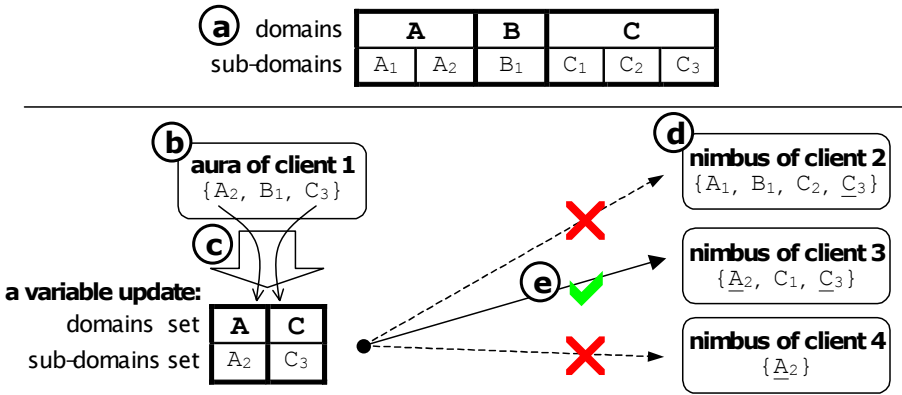 a domains A B C
sub-domains A₁ A₂ B₁ C₁ C₂ C₃
b
aura of client 1
{A₂, B₁, C₃}
c
a variable update:
domains set A C
sub-domains set A₂ C₃
d
nimbus of client 2
{A₁, B₁, C₂, C₃}
e
nimbus of client 3
{A₂, C₁, C₃}
nimbus of client 4
{A₂}